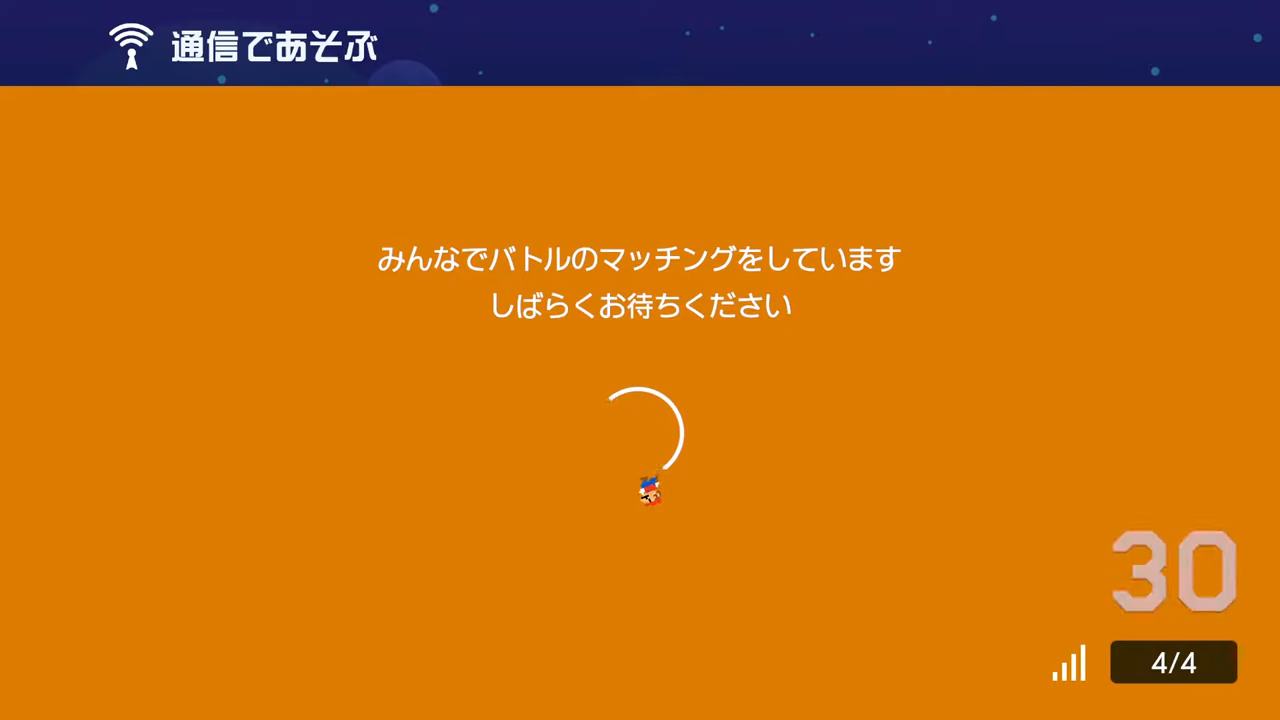 通信であそぶ
みんなでバトルのマッチングをしています
しばらくお待ちください
30
4/4